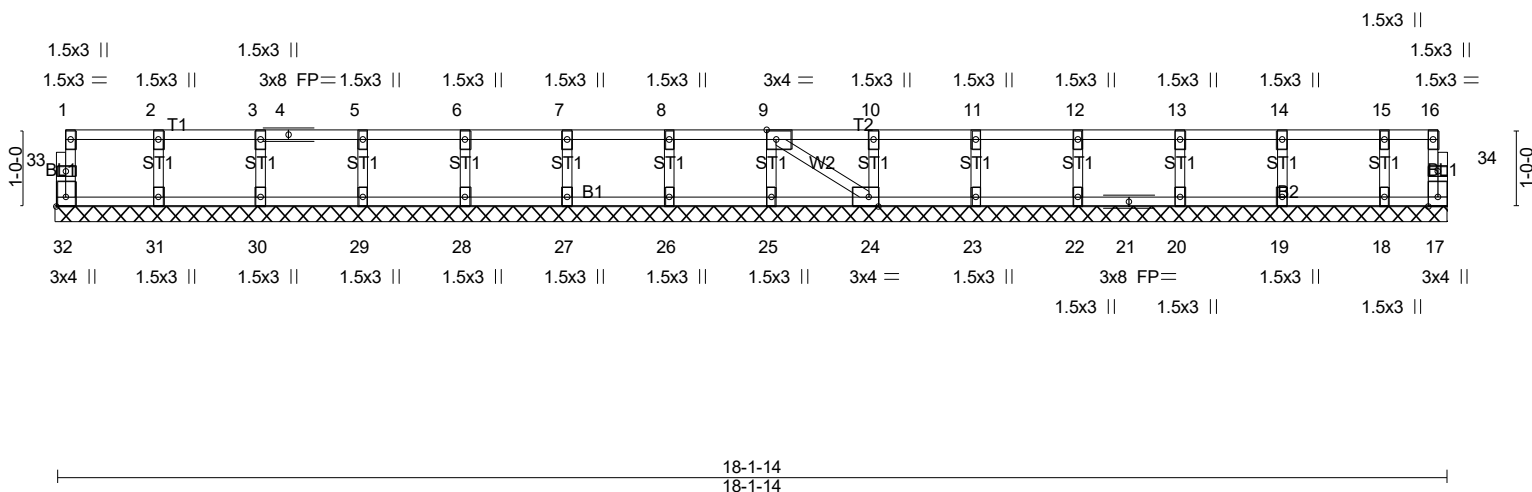 1.5x3 ||
1.5x3 || 1.5x3 || 1.5x3 ||
1.5x3 = 1.5x3 || 3x8 FP= 1.5x3 || 1.5x3 || 1.5x3 || 1.5x3 || 3x4 = 1.5x3 || 1.5x3 || 1.5x3 || 1.5x3 || 1.5x3 || 1.5x3 =
1 2 3 4 5 6 7 8 9 10 11 12 13 14 15 16
T1 T2
33 ST1 ST1 ST1 ST1 ST1 ST1 ST1 W2 ST1 ST1 ST1 ST1 ST1 ST1 34
1-0-0 BL1 BL1 1-0-0
B1 B2
32 31 30 29 28 27 26 25 24 23 22 21 20 19 18 17
3x4 || 1.5x3 || 1.5x3 || 1.5x3 || 1.5x3 || 1.5x3 || 1.5x3 || 1.5x3 || 3x4 = 1.5x3 || 3x8 FP= 1.5x3 || 3x4 ||
1.5x3 || 1.5x3 || 1.5x3 ||
18-1-14
18-1-14